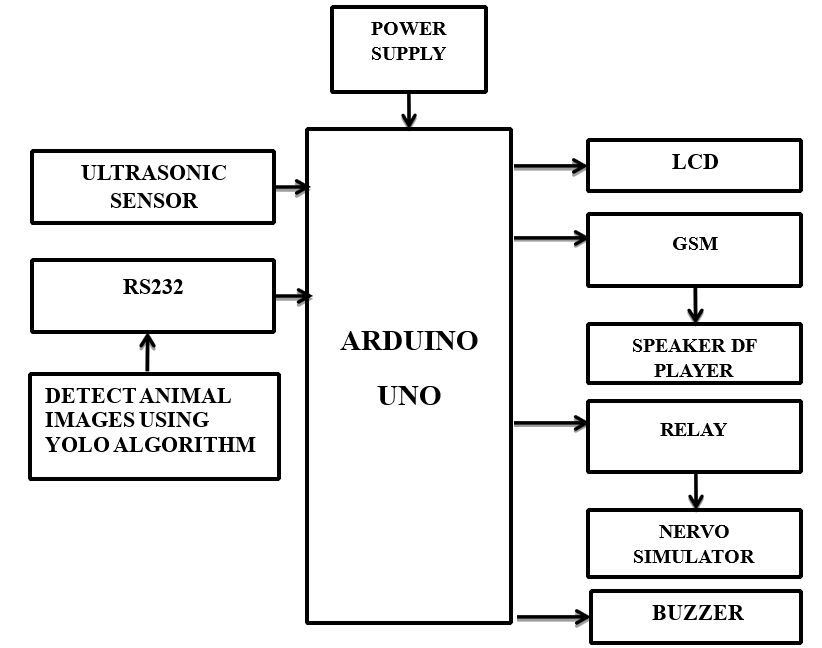 POWER
SUPPLY
ULTRASONIC
SENSOR
RS232
DETECT ANIMAL
IMAGES USING
YOLO ALGORITHM
ARDUINO
UNO
LCD
GSM
SPEAKER DF
PLAYER
RELAY
NERVO
SIMULATOR
BUZZER